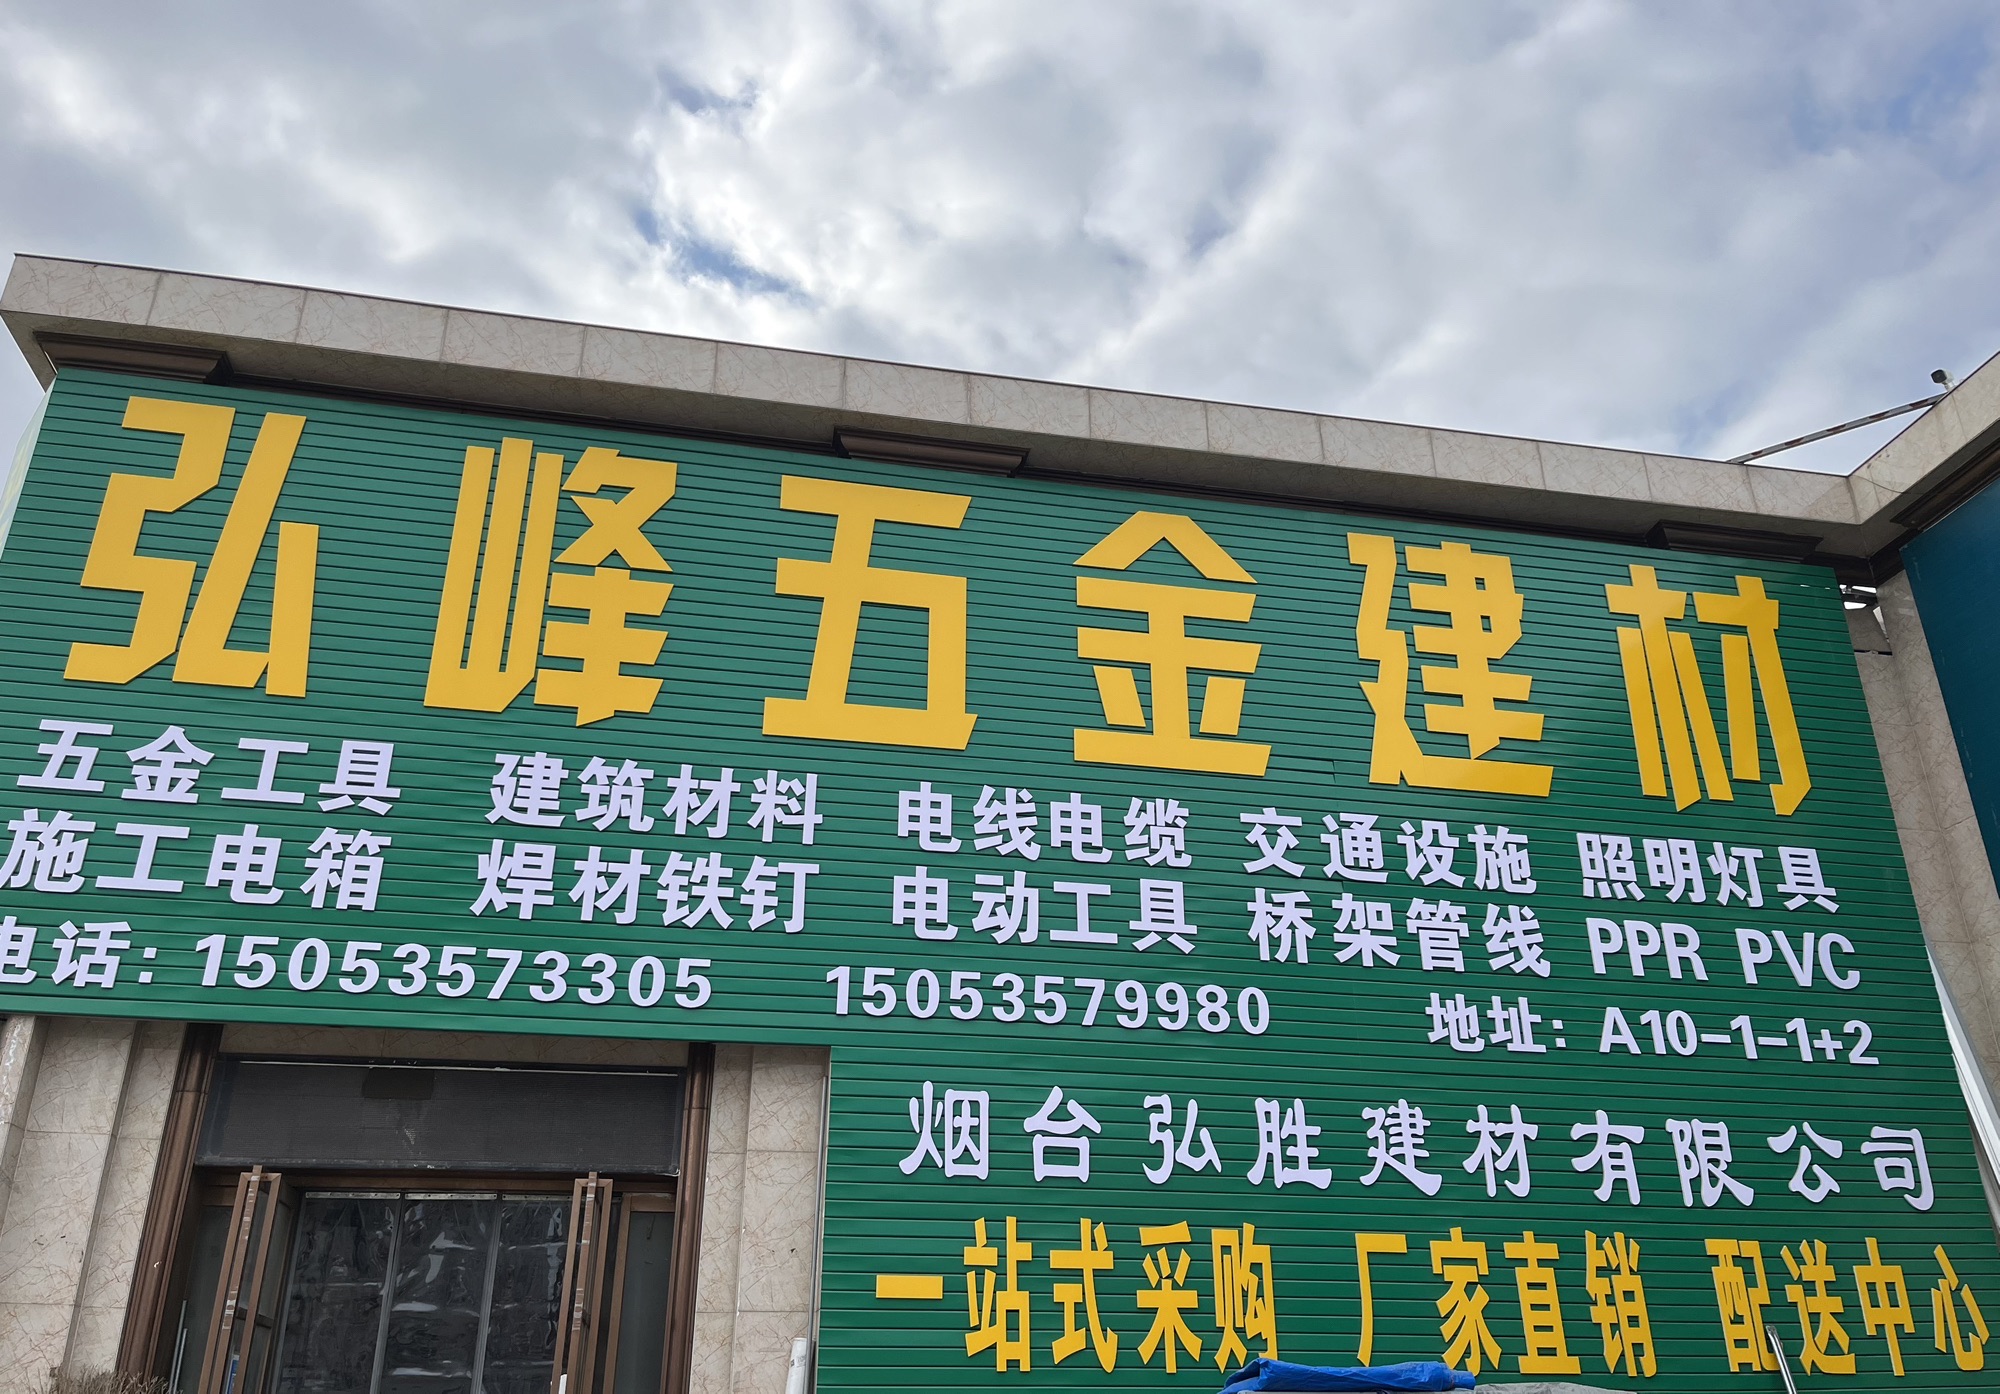 弘峰五金建材
五金工具 建筑材料 电线电缆 交通设施 照明灯具
施工电箱 焊材铁钉 电动工具 桥架管线 PPR PVC
电话：15053573305 15053579980 地址：A10-1-1+2
烟台弘胜建材有限公司
一站式采购 厂家直销 配送中心